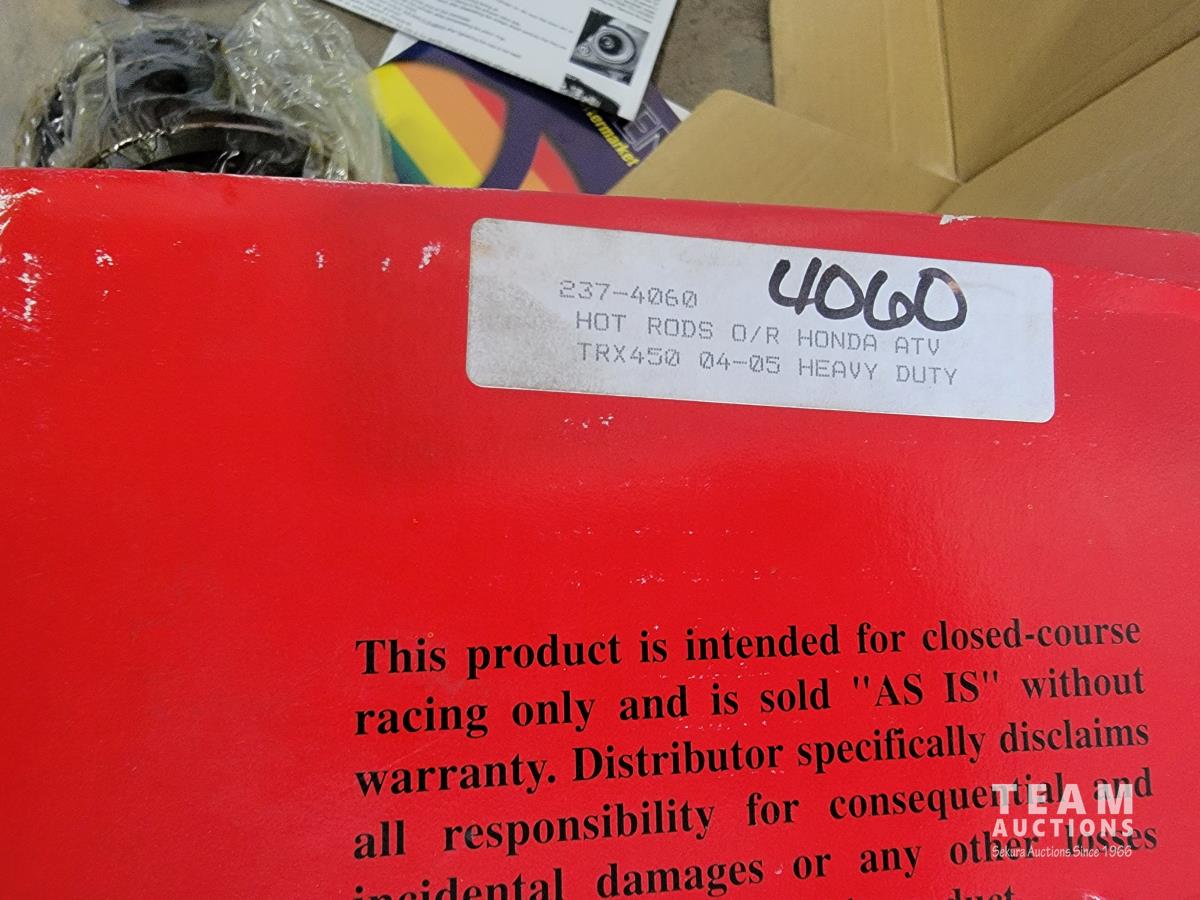 EN
termarket
4060
237-4060
HOT RODS O/R HONDA ATV
TRX450 04-05 HEAVY DUTY
This product is intended for closed-course
racing only and is sold "AS IS" without
warranty. Distributor specifically disclaims
all responsibility for consequential and
incidental damages or any other losses
TEAM
AUCTIONS
Sekura Auctions Since 1966